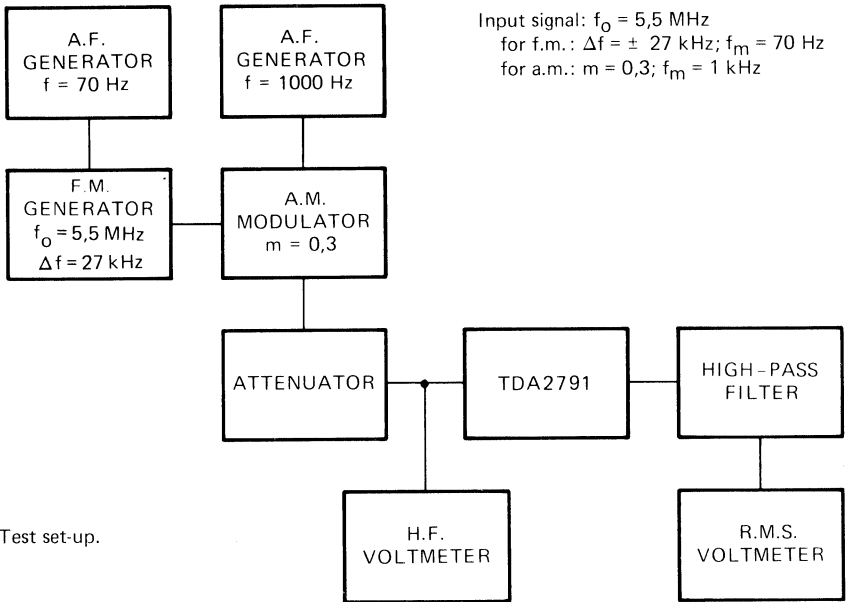 A.F.
GENERATOR
f = 70 Hz
A.F.
GENERATOR
f = 1000 Hz
Input signal: fo = 5,5 MHz
for f.m.: Δf = ± 27 kHz; fm = 70 Hz
for a.m.: m = 0,3; fm = 1 kHz
F.M.
GENERATOR
fo = 5,5 MHz
Δf = 27 kHz
A.M.
MODULATOR
m = 0,3
ATTENUATOR
TDA2791
HIGH-PASS
FILTER
H.F.
VOLTMETER
R.M.S.
VOLTMETER
Test set-up.